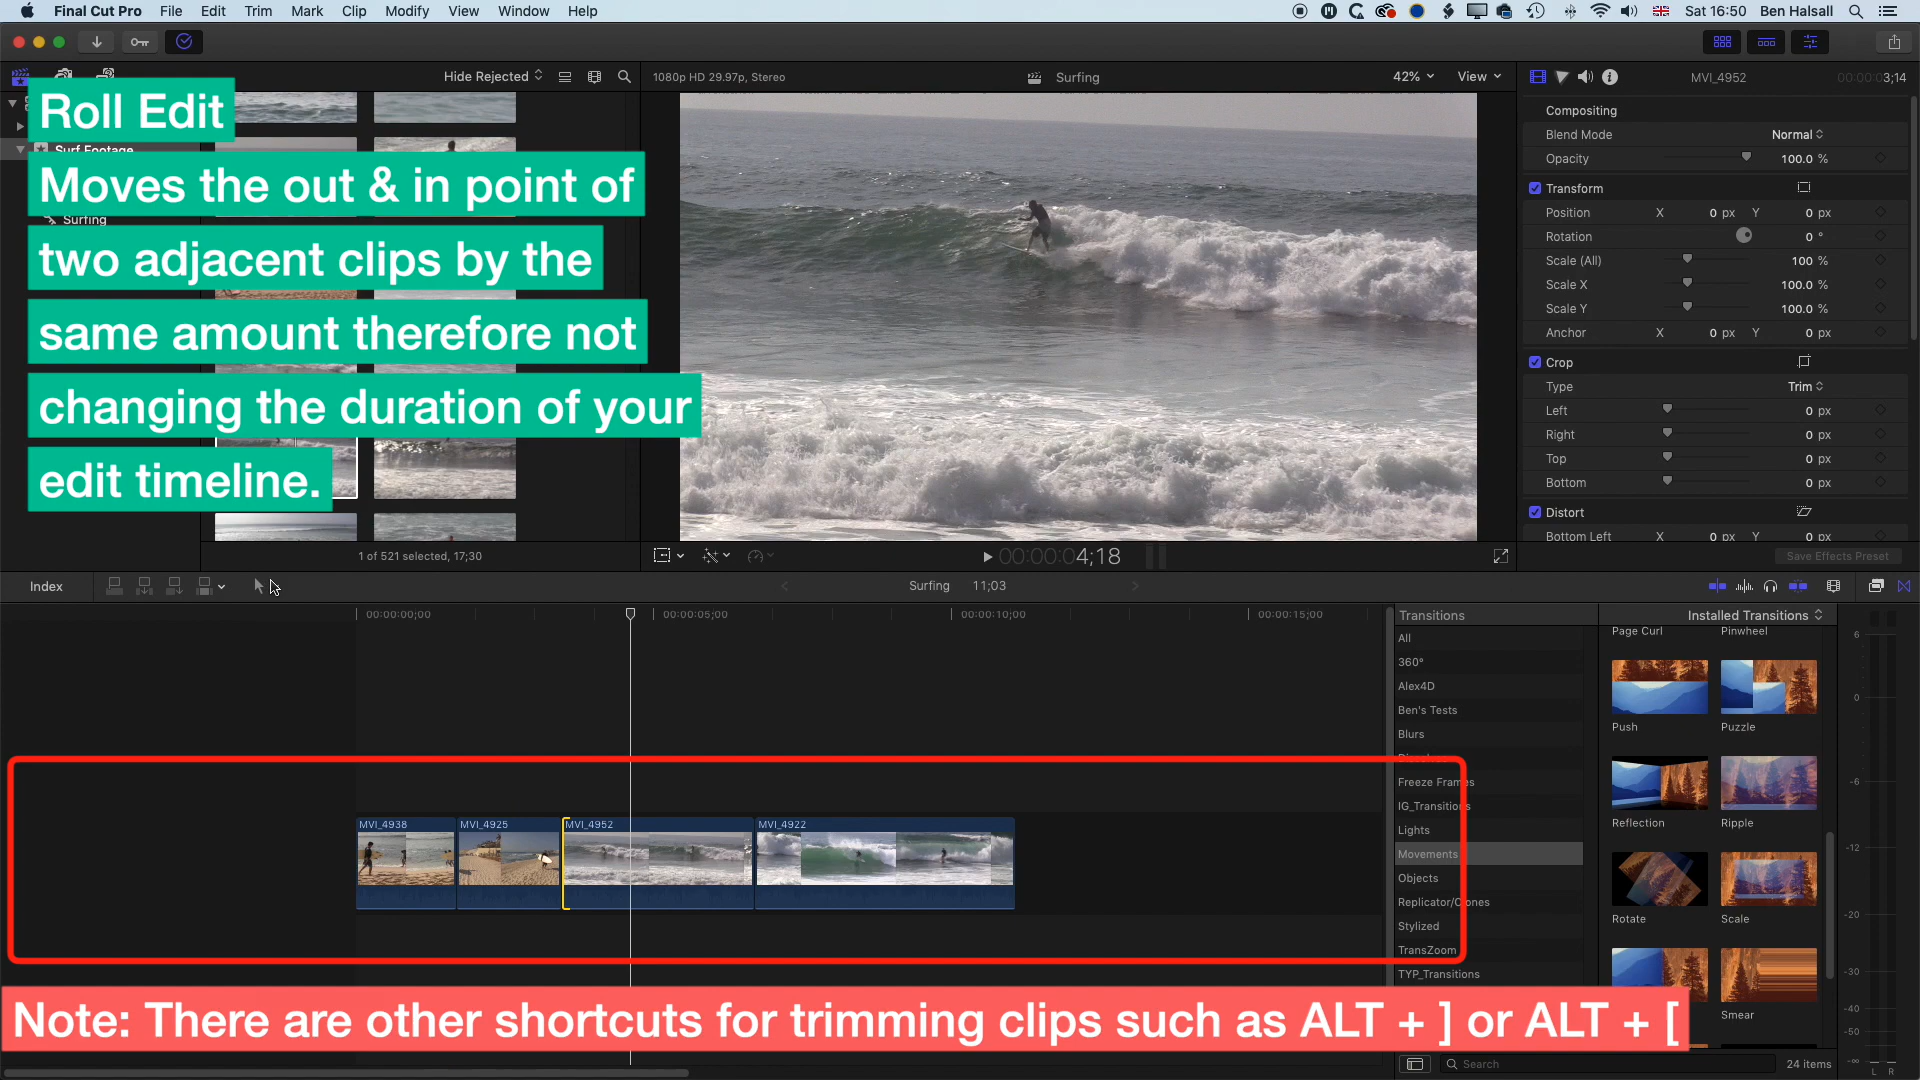 Final Cut Pro File Edit Trim Mark Clip Modify View Window Help Sat 16:50 Ben Halsall
Hide Rejected
1080p HD 29.97p, Stereo
Surfing
42%
View
MVI_4952
00:00:03;14
Roll Edit
Moves the out & in point of
two adjacent clips by the
same amount therefore not
changing the duration of your
edit timeline.
Surf Footage
Surfing
1 of 521 selected, 17;30
00:00:04;18
Compositing
Blend Mode Normal
Opacity 100.0 %
Transform
Position X 0 px Y 0 px
Rotation 0 °
Scale (All) 100 %
Scale X 100.0 %
Scale Y 100.0 %
Anchor X 0 px Y 0 px
Crop
Type Trim
Left 0 px
Right 0 px
Top 0 px
Bottom 0 px
Distort
Bottom Left X 0 px Y 0 px
Save Effects Preset
Index
Surfing 11;03
00:00:00;00 00:00:05;00 00:00:10;00 00:00:15;00
MVI_4938 MVI_4925 MVI_4952 MVI_4922
Transitions
All
360°
Alex4D
Ben's Tests
Blurs
Freeze Frames
IG_Transitions
Lights
Movements
Objects
Replicator/Clones
Stylized
TransZoom
TYP_Transitions
Installed Transitions
Page Curl Pinwheel
Push Puzzle
Reflection Ripple
Rotate Scale
Smear
6
0
-6
-12
-20
-30
-40
-50
-∞
L R
Note: There are other shortcuts for trimming clips such as ALT + ] or ALT + [
Search
24 items